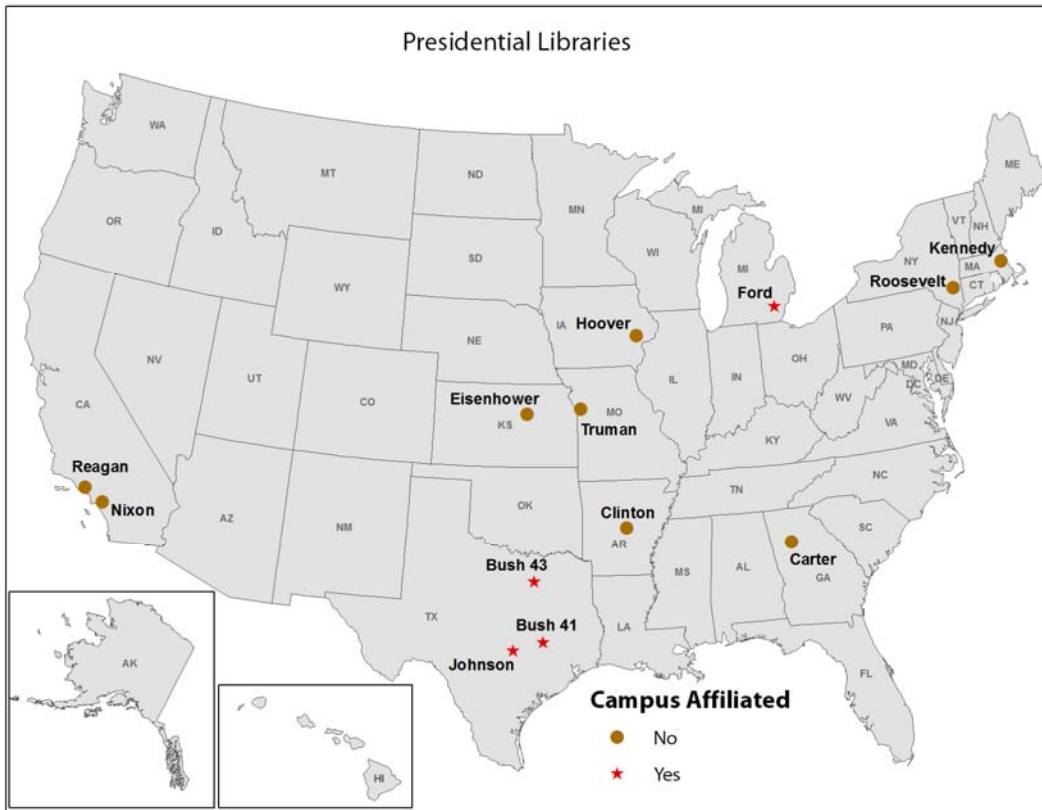 Presidential Libraries
WA
MT
ND
MN
MI
ME
OR
ID
SD
WI
MI
VT
NH
NY
Kennedy
MA
Roosevelt
CT
WY
Ford
Hoover
IA
NE
PA
NJ
NV
UT
CO
IL
IN
OH
MD
DE
DC
WV
VA
CA
Eisenhower
KS
MO
Truman
KY
Reagan
Nixon
AZ
NM
OK
Clinton
AR
TN
NC
SC
Bush 43
MS
AL
Carter
GA
TX
Bush 41
LA
Johnson
FL
AK
HI
Campus Affiliated
No
Yes